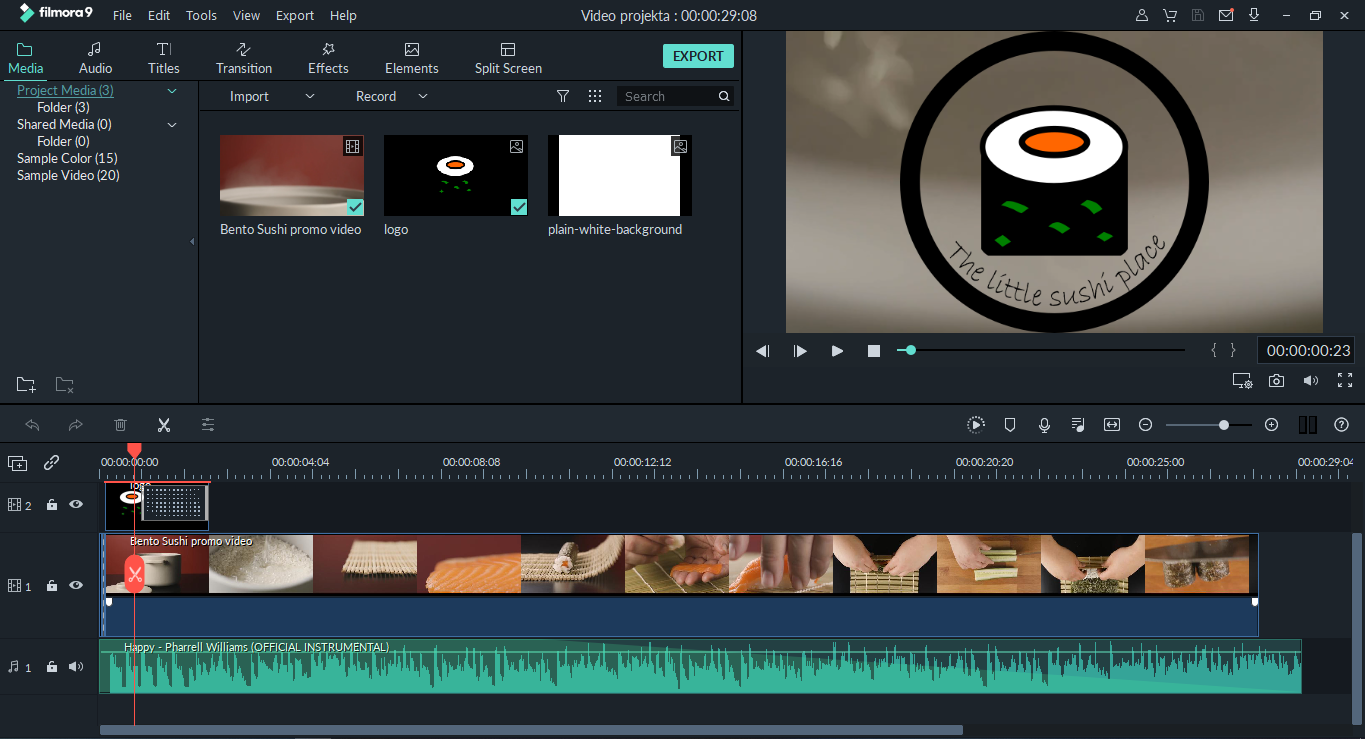 filmora9 File Edit Tools View Export Help Video projekta : 00:00:29:08
Media Audio Titles Transition Effects Elements Split Screen EXPORT
Project Media (3)
Folder (3)
Shared Media (0)
Folder (0)
Sample Color (15)
Sample Video (20)
Import Record Search
Bento Sushi promo video logo plain-white-background
The little sushi place
{ } 00:00:00:23
00:00:00:00 00:00:04:04 00:00:08:08 00:00:12:12 00:00:16:16 00:00:20:20 00:00:25:00 00:00:29:04
logo
2
Bento Sushi promo video
1
Happy - Pharrell Williams (OFFICIAL INSTRUMENTAL)
1